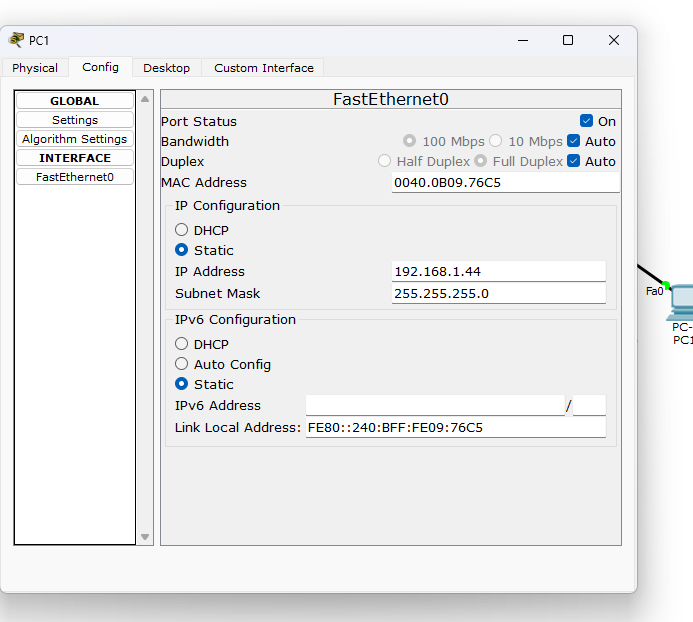 PC1
Physical Config Desktop Custom Interface
GLOBAL
Settings
Algorithm Settings
INTERFACE
FastEthernet0
FastEthernet0
Port Status On
Bandwidth 100 Mbps 10 Mbps Auto
Duplex Half Duplex Full Duplex Auto
MAC Address 0040.0B09.76C5
IP Configuration
DHCP
Static
IP Address 192.168.1.44
Subnet Mask 255.255.255.0
IPv6 Configuration
DHCP
Auto Config
Static
IPv6 Address /
Link Local Address: FE80::240:BFF:FE09:76C5
Fa0
PC-
PC1